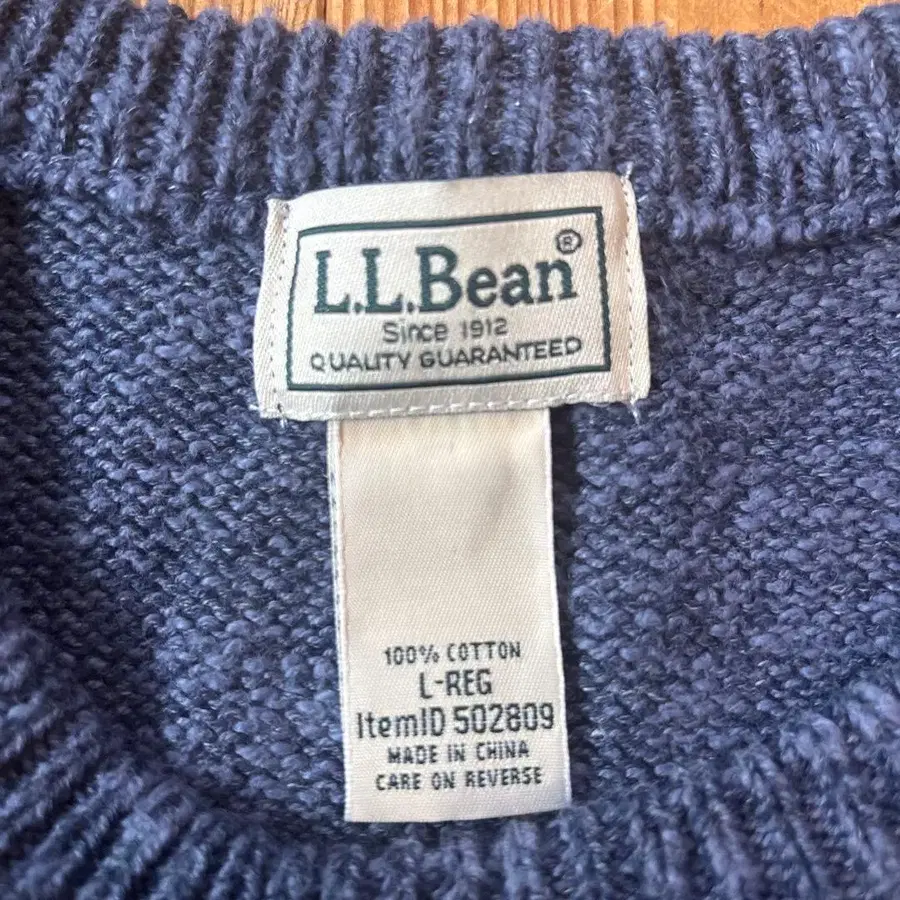 L.L.Bean®
Since 1912
QUALITY GUARANTEED
100% COTTON
L-REG
ItemID 502809
MADE IN CHINA
CARE ON REVERSE